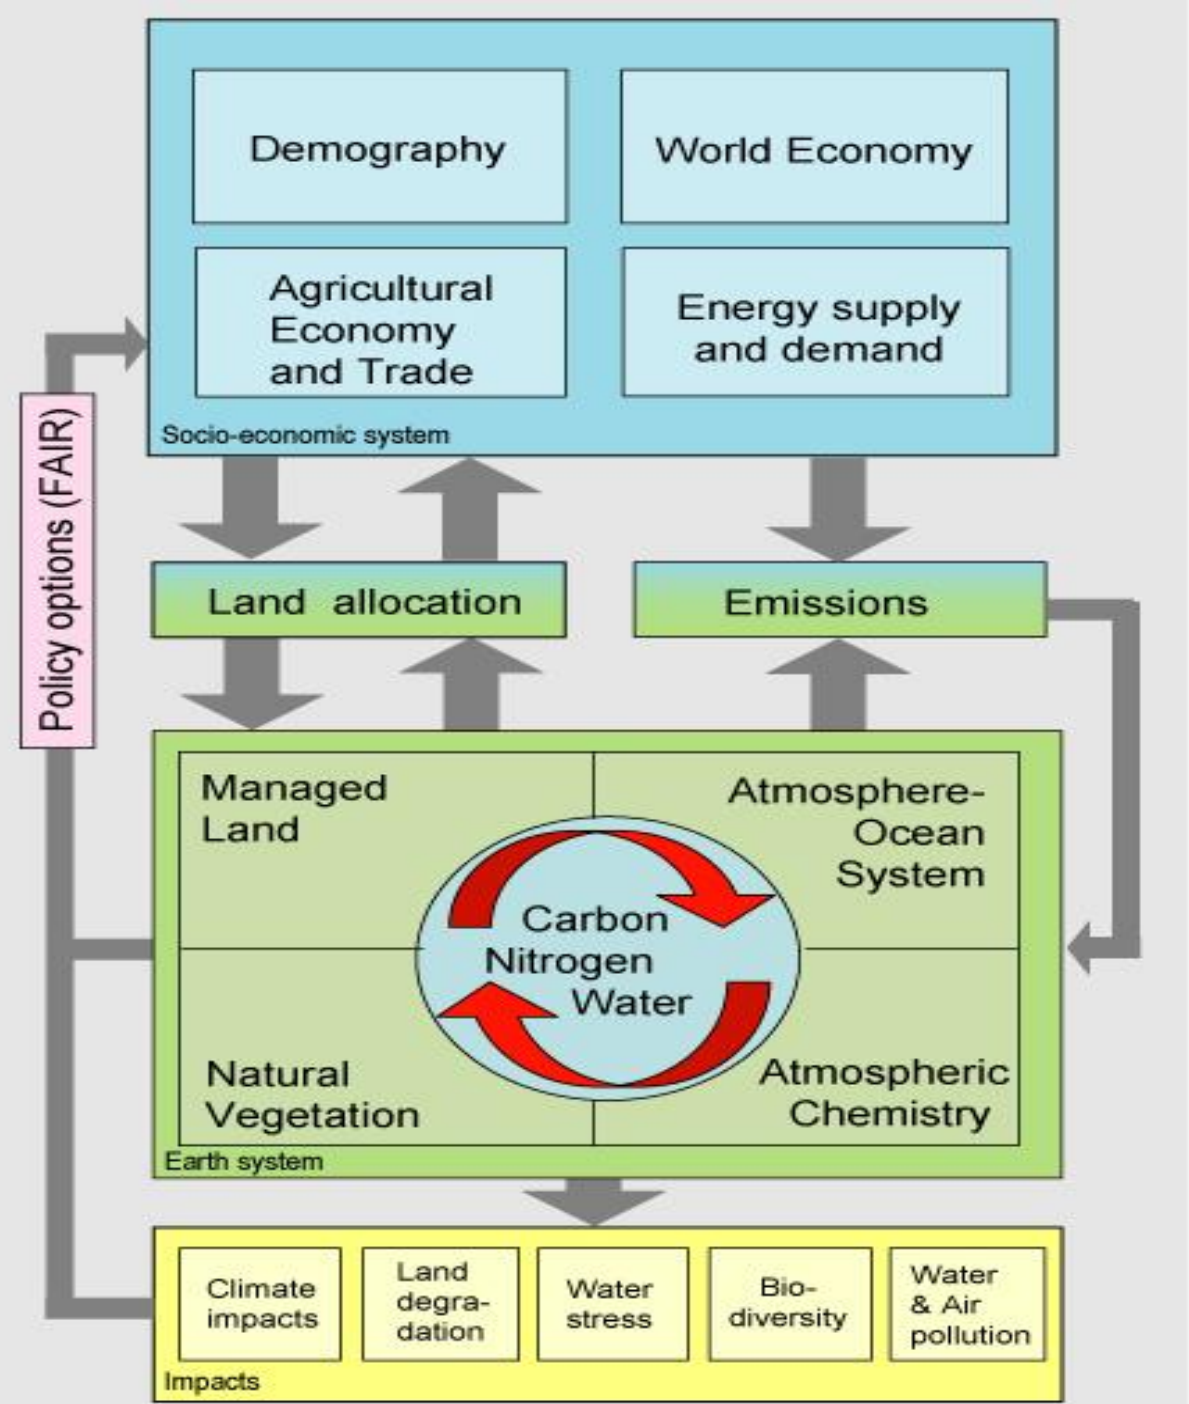 Demography
World Economy
Agricultural
Economy
and Trade
Energy supply
and demand
Socio-economic system
Policy options (FAIR)
Land allocation
Emissions
Managed
Land
Atmosphere-
Ocean
System
Carbon
Nitrogen
Water
Natural
Vegetation
Atmospheric
Chemistry
Earth system
Climate
impacts
Land
degra-
dation
Water
stress
Bio-
diversity
Water
& Air
pollution
Impacts